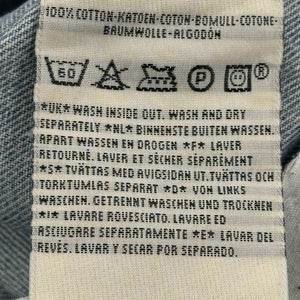 100% COTTON-KATOEN-COTON-BOMULL-COTONE-
BAUMWOLLE-ALGODÓN
60 P ®
*UK* WASH INSIDE OUT. WASH AND DRY
SEPARATELY *NL* BINNENSTE BUITEN WASSEN.
APART WASSEN EN DROGEN *F* LAVER
RETOURNÉ. LAVER ET SÉCHER SÉPARÉMENT
*S* TVÄTTAS MED AVIGSIDAN UT. TVÄTTAS OCH
TORKTUMLAS SEPARAT *D* VON LINKS
WASCHEN. GETRENNT WASCHEN UND TROCKNEN
*I* LAVARE ROVESCIATO. LAVARE ED
ASCIUGARE SEPARATAMENTE *E* LAVAR DEL
REVÉS. LAVAR Y SECAR POR SEPARADO.